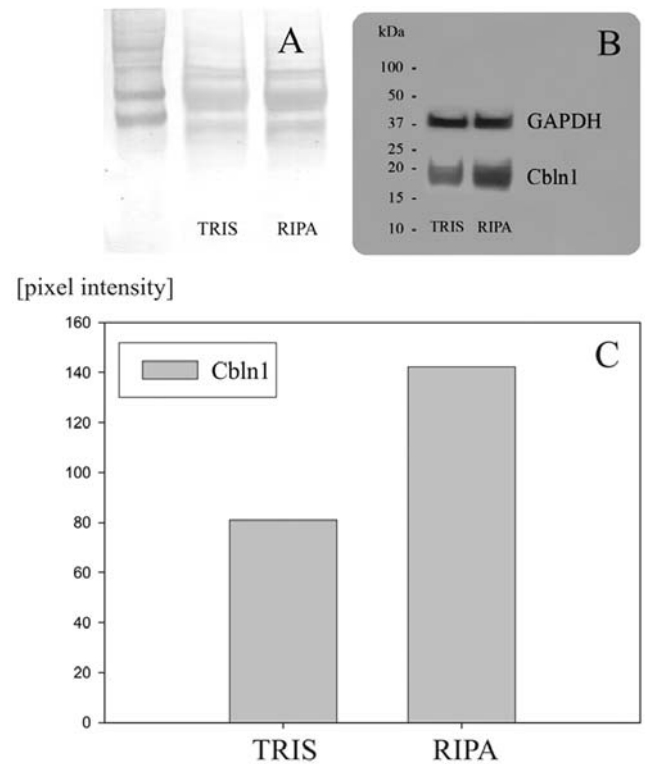 A
TRIS RIPA
B
kDa
100 -
50 -
37 - GAPDH
25 -
20 - Cbln1
15 -
10 - TRIS RIPA
[pixel intensity]
C
Cbln1
160
140
120
100
80
60
40
20
0
TRIS RIPA